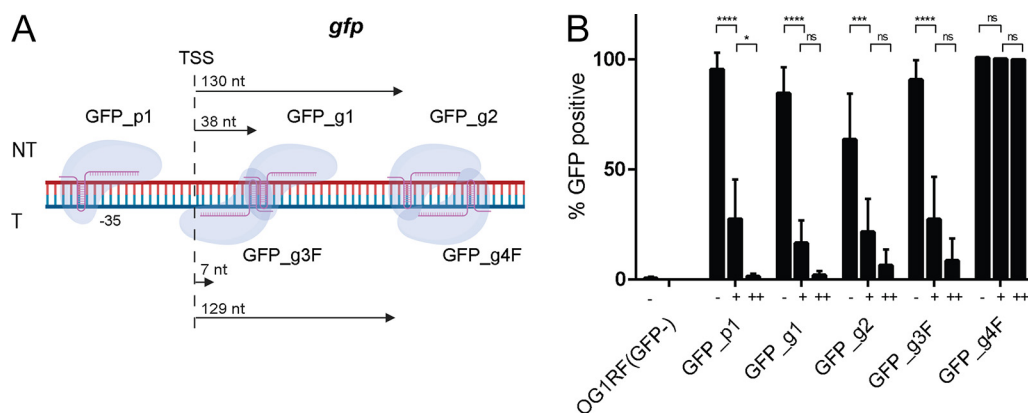 A
gfp
TSS
130 nt
GFP_p1
GFP_g1
GFP_g2
38 nt
NT
T
-35
GFP_g3F
GFP_g4F
7 nt
129 nt
B
**** **** *** **** ns
* ns ns ns ns
% GFP positive
100
50
0
- - + ++ - + ++ - + ++ - + ++ - + ++
OG1RF(GFP-)
GFP_p1
GFP_g1
GFP_g2
GFP_g3F
GFP_g4F